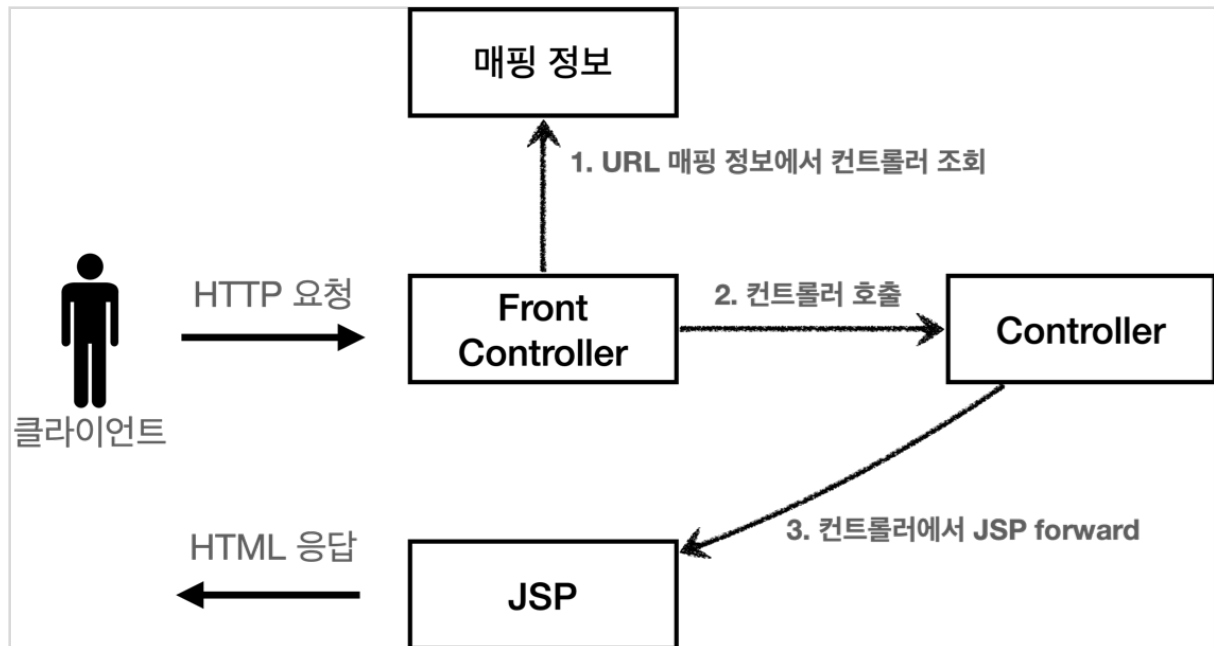 매핑 정보
1. URL 매핑 정보에서 컨트롤러 조회
HTTP 요청
Front
Controller
2. 컨트롤러 호출
Controller
클라이언트
3. 컨트롤러에서 JSP forward
HTML 응답
JSP